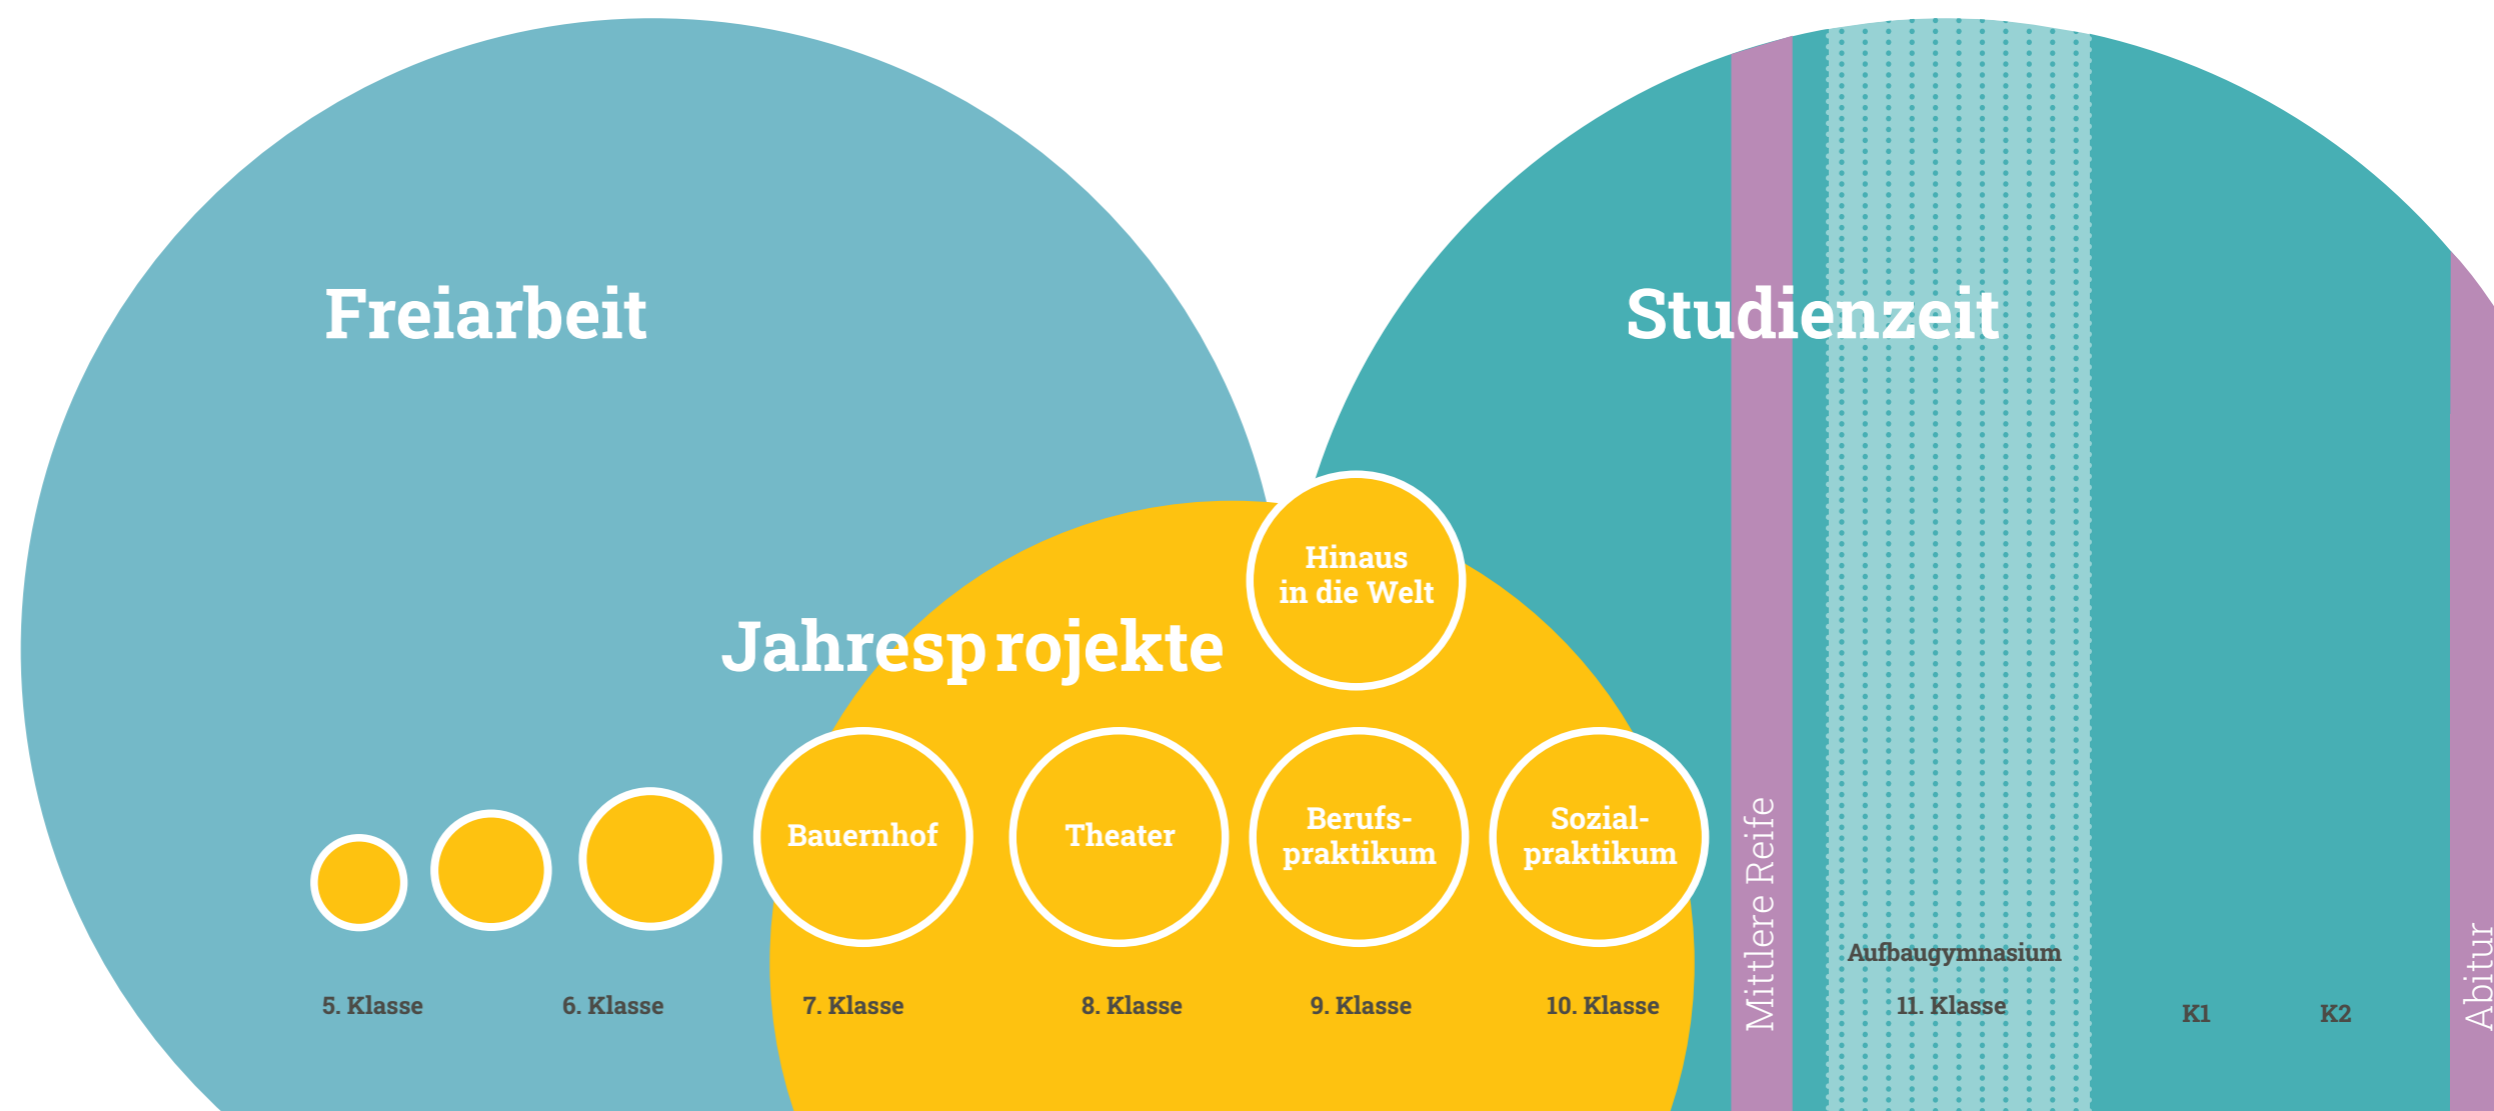 Freiarbeit
Studienzeit
Hinaus
in die Welt
Jahresprojekte
Bauernhof
Theater
Berufs-
praktikum
Sozial-
praktikum
Mittlere Reife
Aufbaugymnasium
Abitur
5. Klasse
6. Klasse
7. Klasse
8. Klasse
9. Klasse
10. Klasse
11. Klasse
K1
K2